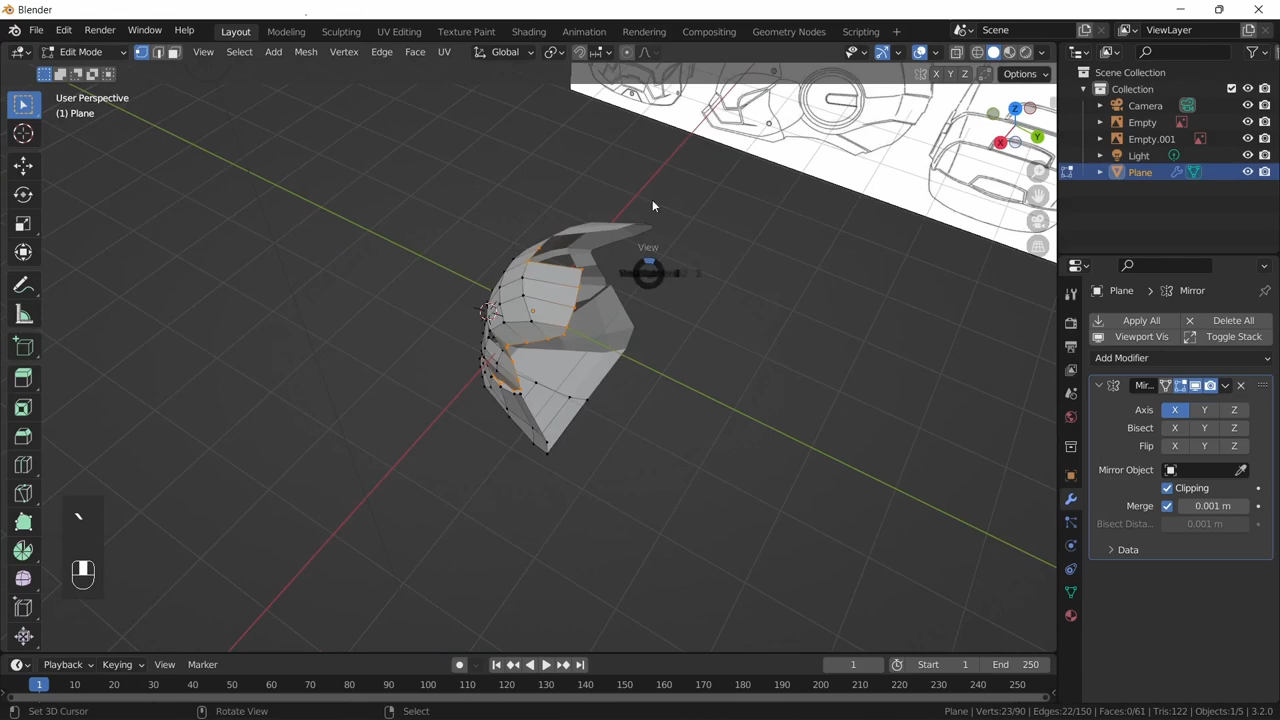 Blender
File Edit Render Window Help
Layout Modeling Sculpting UV Editing Texture Paint Shading Animation Rendering Compositing Geometry Nodes Scripting +
Scene
ViewLayer
Edit Mode
View Select Add Mesh Vertex Edge Face UV
Global
X Y Z
Options
User Perspective
(1) Plane
Z
Y
X
View
`
Scene Collection
Collection
Camera
Empty
Empty.001
Light
Plane
Plane > Mirror
Apply All
Delete All
Viewport Vis
Toggle Stack
Add Modifier
Mir...
Axis X Y Z
Bisect X Y Z
Flip X Y Z
Mirror Object
Clipping
Merge 0.001 m
Bisect Dista... 0.001 m
Data
Playback Keying View Marker
1
Start 1
End 250
1 10 20 30 40 50 60 70 80 90 100 110 120 130 140 150 160 170 180 190 200 210 220 230 240 250
Set 3D Cursor
Rotate View
Select
Plane | Verts:23/90 | Edges:22/150 | Faces:0/61 | Tris:122 | Objects:1/5 | 3.2.0